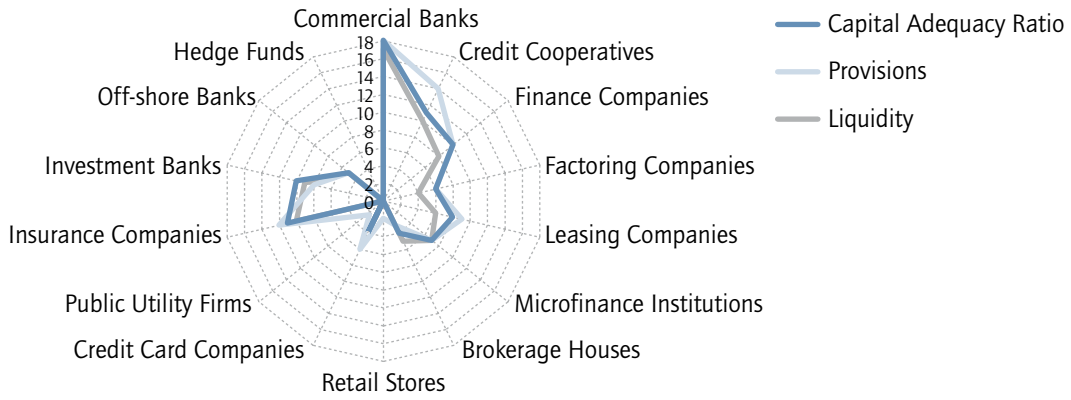 Commercial Banks
Credit Cooperatives
Finance Companies
Factoring Companies
Leasing Companies
Microfinance Institutions
Brokerage Houses
Retail Stores
Credit Card Companies
Public Utility Firms
Insurance Companies
Investment Banks
Off-shore Banks
Hedge Funds
18
16
14
12
10
8
6
4
2
0
Capital Adequacy Ratio
Provisions
Liquidity